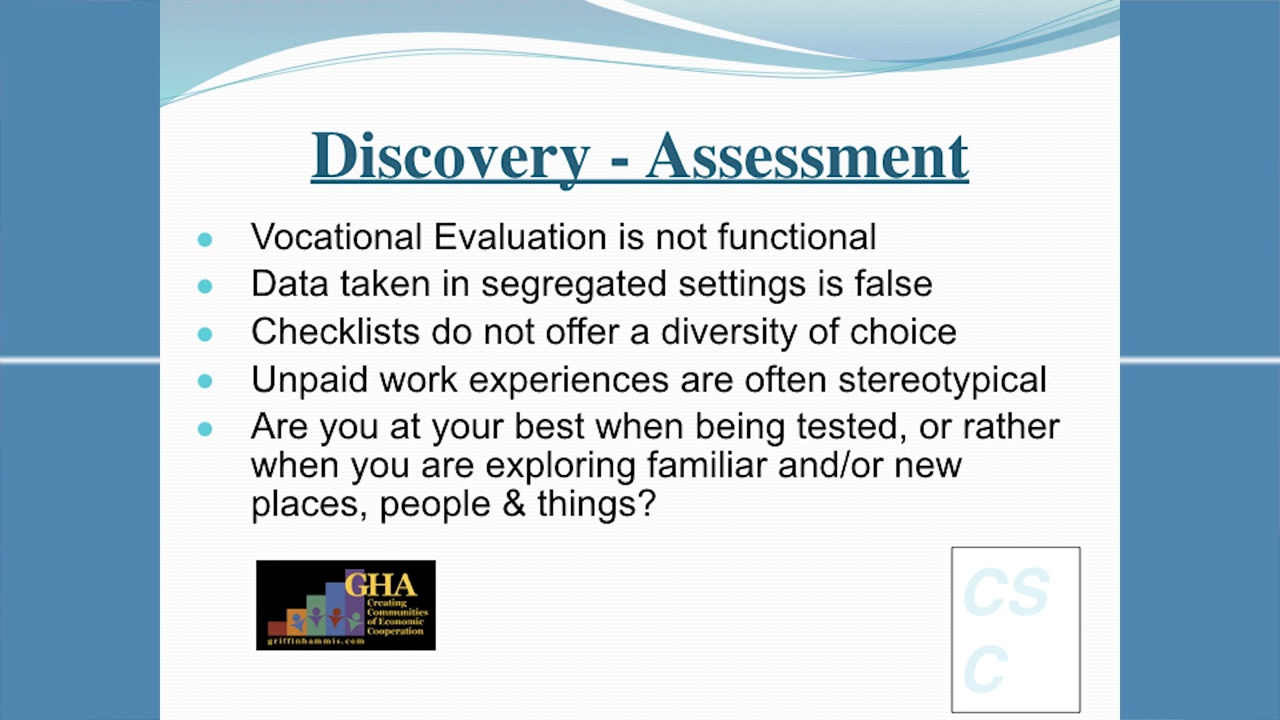 Discovery - Assessment
Vocational Evaluation is not functional
Data taken in segregated settings is false
Checklists do not offer a diversity of choice
Unpaid work experiences are often stereotypical
Are you at your best when being tested, or rather
when you are exploring familiar and/or new
places, people & things?
GHA
Creating
Communities
of Economic
Cooperation
griffinhammis.com
CS
C